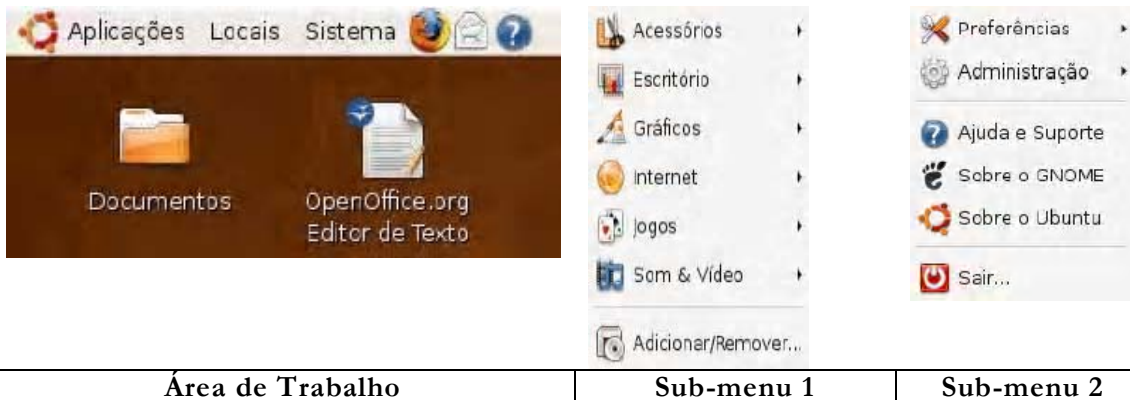 Aplicações Locais Sistema
Documentos
OpenOffice.org
Editor de Texto
Acessórios
Escritório
Gráficos
Internet
Jogos
Som & Vídeo
Adicionar/Remover...
Preferências
Administração
Ajuda e Suporte
Sobre o GNOME
Sobre o Ubuntu
Sair...
Área de Trabalho
Sub-menu 1
Sub-menu 2